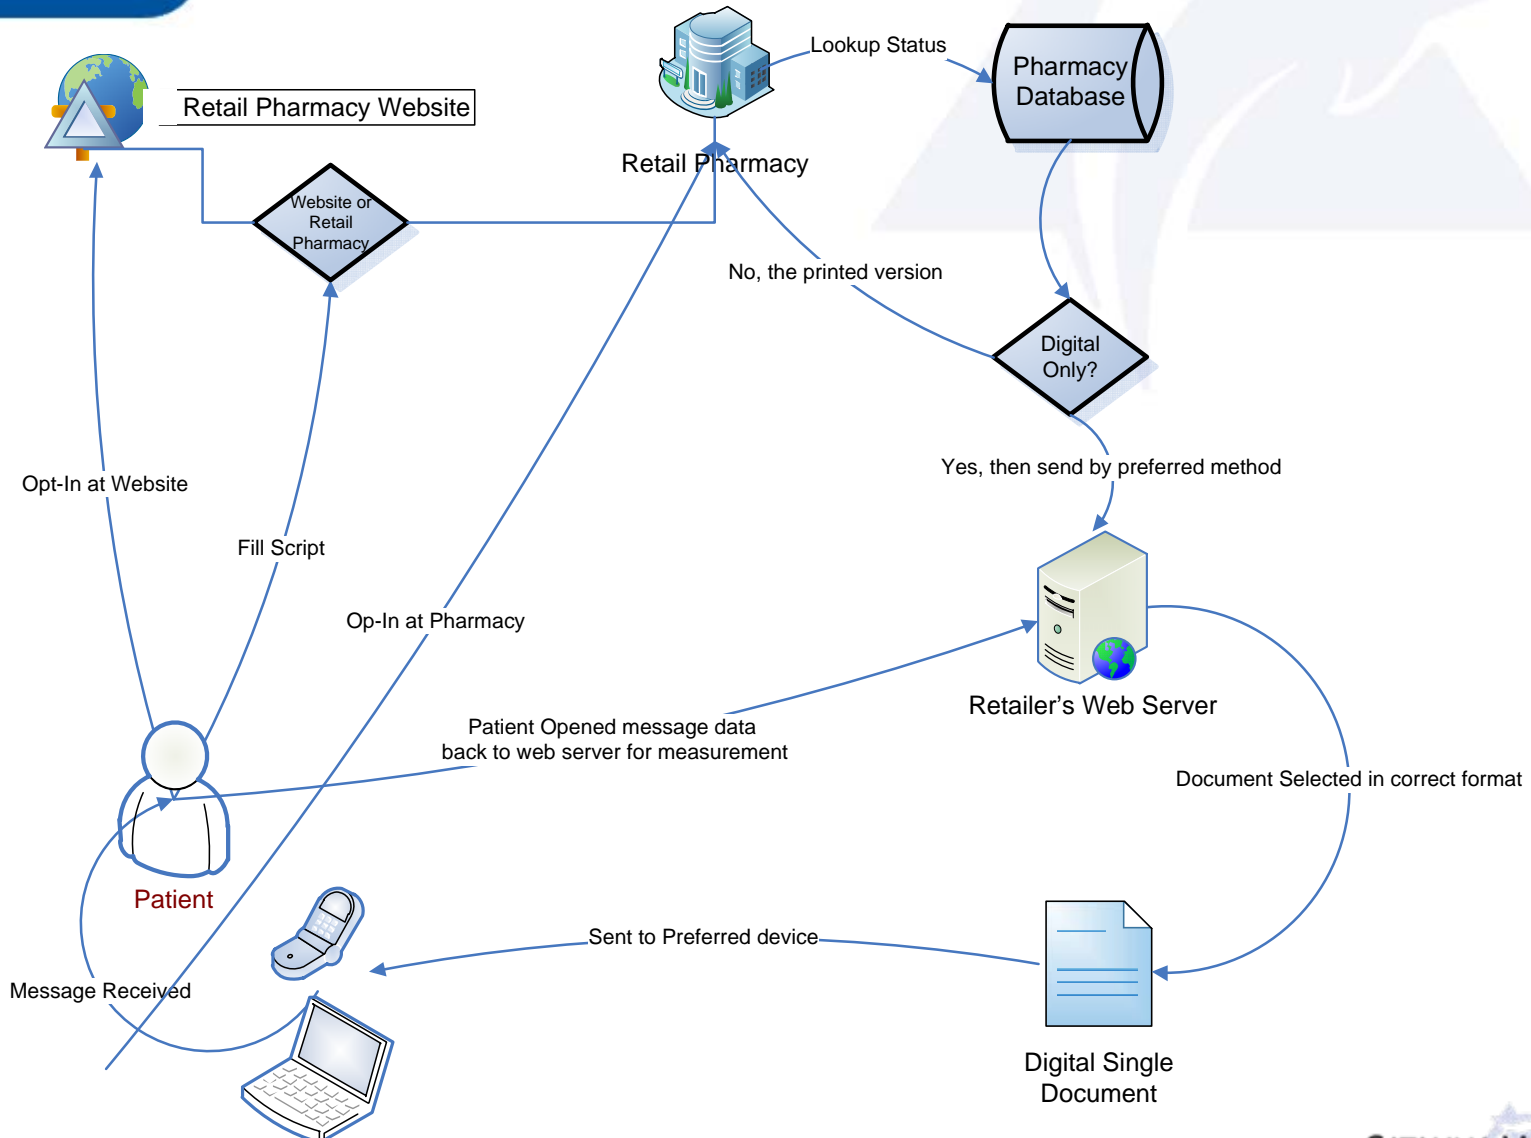 Lookup Status
Pharmacy
Database
Retail Pharmacy Website
Retail Pharmacy
Website or
Retail
Pharmacy
No, the printed version
Digital
Only?
Yes, then send by preferred method
Opt-In at Website
Fill Script
Op-In at Pharmacy
Retailer's Web Server
Patient Opened message data
back to web server for measurement
Document Selected in correct format
Patient
Sent to Preferred device
Message Received
Digital Single
Document